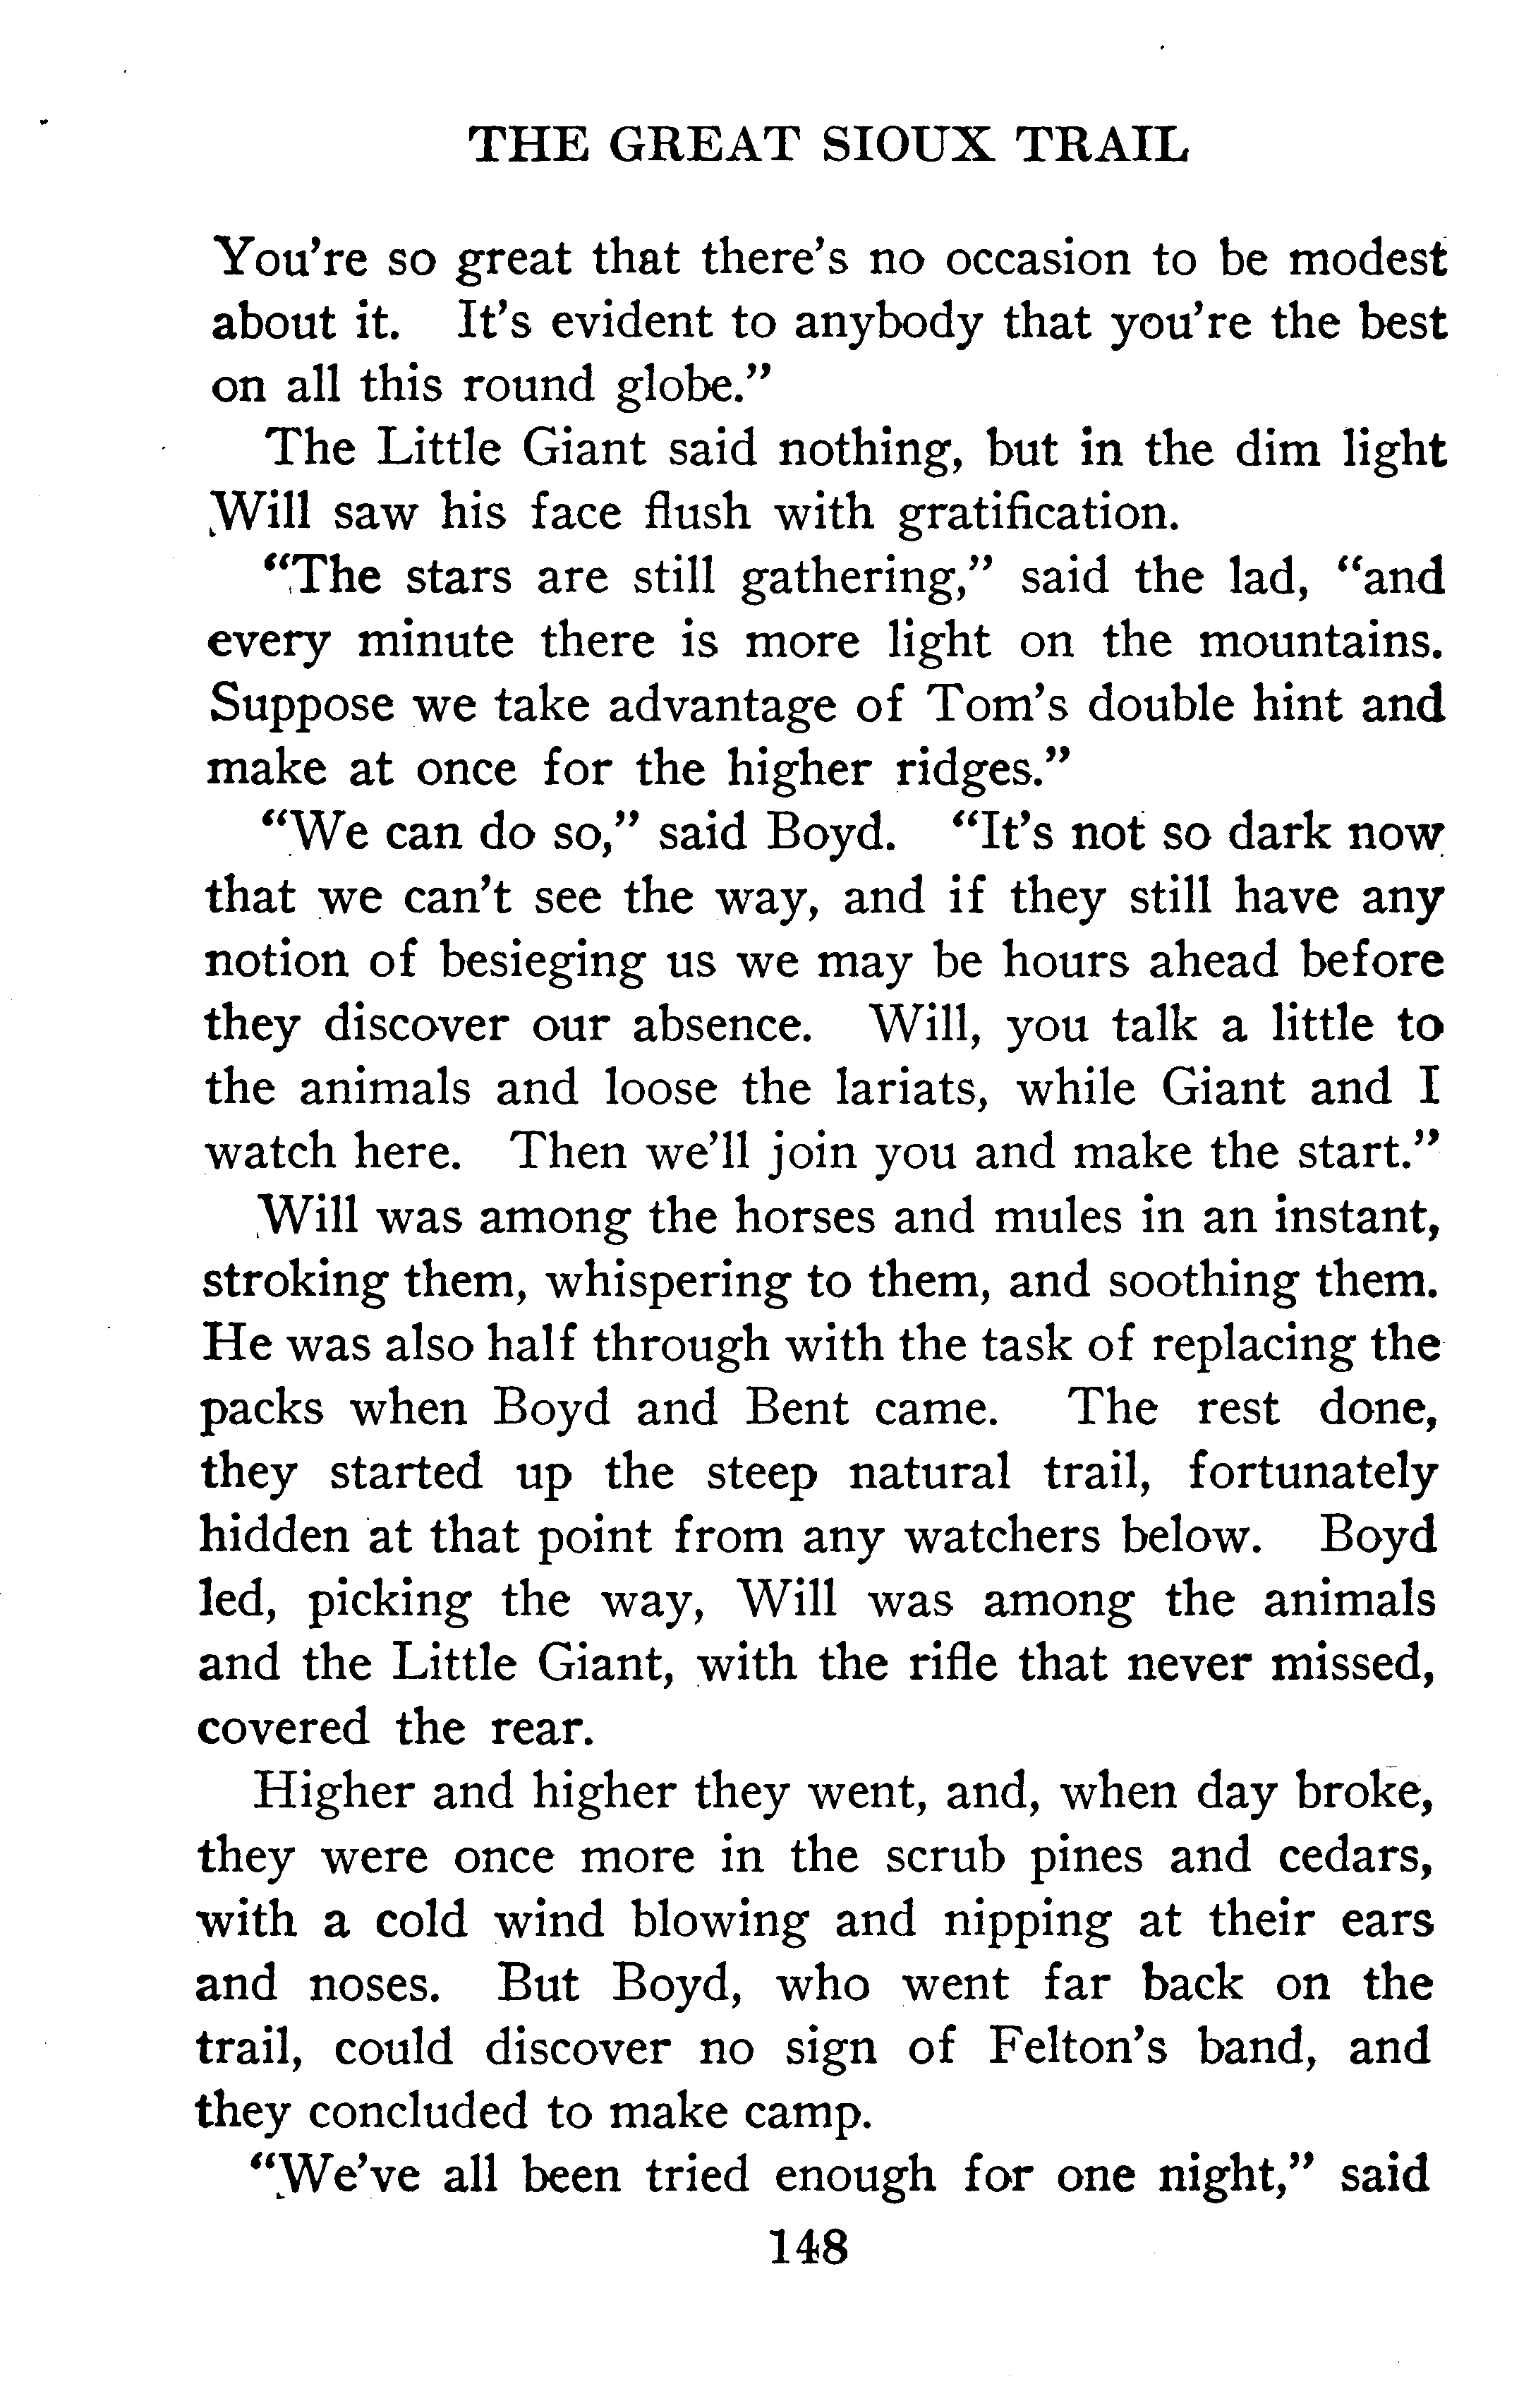 THE GREAT SIOUX TRAIL
You're so great that there's no occasion to be modest
about it. It's evident to anybody that you're the best
on all this round globe."
The Little Giant said nothing, but in the dim light
Will saw his face flush with gratification.
"The stars are still gathering," said the lad, "and
every minute there is more light on the mountains.
Suppose we take advantage of Tom's double hint and
make at once for the higher ridges."
"We can do so," said Boyd. "It's not so dark now
that we can't see the way, and if they still have any
notion of besieging us we may be hours ahead before
they discover our absence. Will, you talk a little to
the animals and loose the lariats, while Giant and I
watch here. Then we'll join you and make the start."
Will was among the horses and mules in an instant,
stroking them, whispering to them, and soothing them.
He was also half through with the task of replacing the
packs when Boyd and Bent came. The rest done,
they started up the steep natural trail, fortunately
hidden at that point from any watchers below. Boyd
led, picking the way, Will was among the animals
and the Little Giant, with the rifle that never missed,
covered the rear.
Higher and higher they went, and, when day broke,
they were once more in the scrub pines and cedars,
with a cold wind blowing and nipping at their ears
and noses. But Boyd, who went far back on the
trail, could discover no sign of Felton's band, and
they concluded to make camp.
"We've all been tried enough for one night," said
148